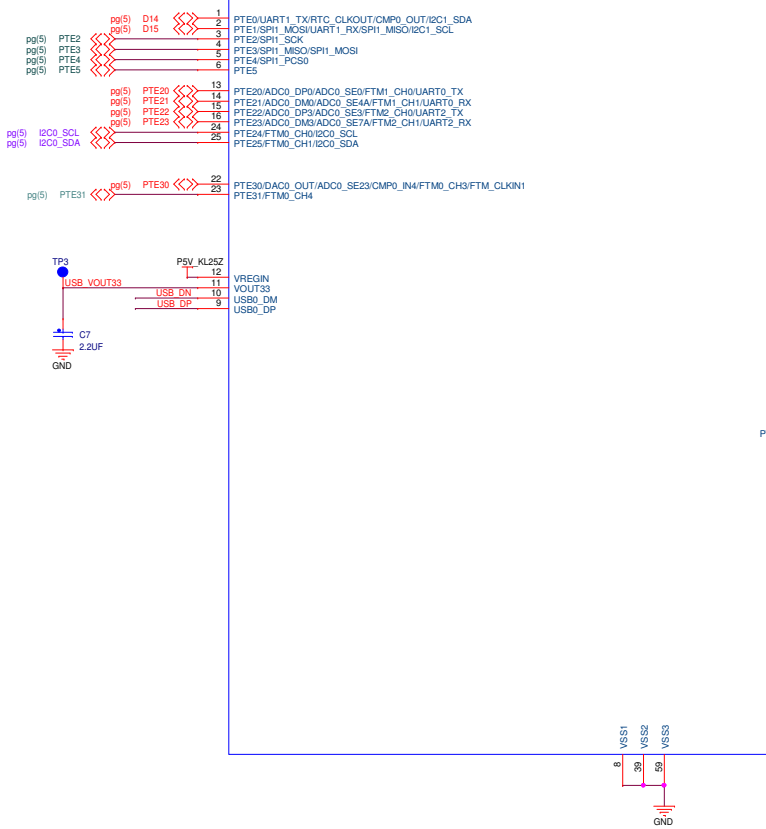 pg(5) D14 1 PTE0/UART1_TX/RTC_CLKOUT/CMP0_OUT/I2C1_SDA
pg(5) D15 2 PTE1/SPI1_MOSI/UART1_RX/SPI1_MISO/I2C1_SCL
pg(5) PTE2 3 PTE2/SPI1_SCK
pg(5) PTE3 4 PTE3/SPI1_MISO/SPI1_MOSI
pg(5) PTE4 5 PTE4/SPI1_PCS0
pg(5) PTE5 6 PTE5
pg(5) PTE20 13 PTE20/ADC0_DP0/ADC0_SE0/FTM1_CH0/UART0_TX
pg(5) PTE21 14 PTE21/ADC0_DM0/ADC0_SE4A/FTM1_CH1/UART0_RX
pg(5) PTE22 15 PTE22/ADC0_DP3/ADC0_SE3/FTM2_CH0/UART2_TX
pg(5) PTE23 16 PTE23/ADC0_DM3/ADC0_SE7A/FTM2_CH1/UART2_RX
pg(5) I2C0_SCL 24 PTE24/FTM0_CH0/I2C0_SCL
pg(5) I2C0_SDA 25 PTE25/FTM0_CH1/I2C0_SDA
pg(5) PTE30 22 PTE30/DAC0_OUT/ADC0_SE23/CMP0_IN4/FTM0_CH3/FTM_CLKIN1
pg(5) PTE31 23 PTE31/FTM0_CH4
TP3 P5V_KL25Z
12 VREGIN
USB_VOUT33 11 VOUT33
USB_DN 10 USB0_DM
USB_DP 9 USB0_DP
C7
2.2UF
GND
P
VSS1 VSS2 VSS3
8 39 59
GND